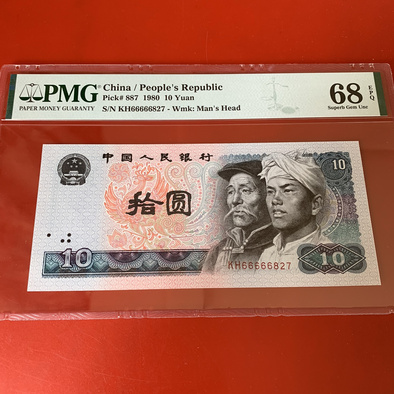 PMG
PAPER MONEY GUARANTY
China / People's Republic
Pick# 887 1980 10 Yuan
S/N KH66666827 - Wmk: Man's Head
68
Superb Gem Unc
EPQ
中国人民银行
10
拾圆
KH66666827
10
10